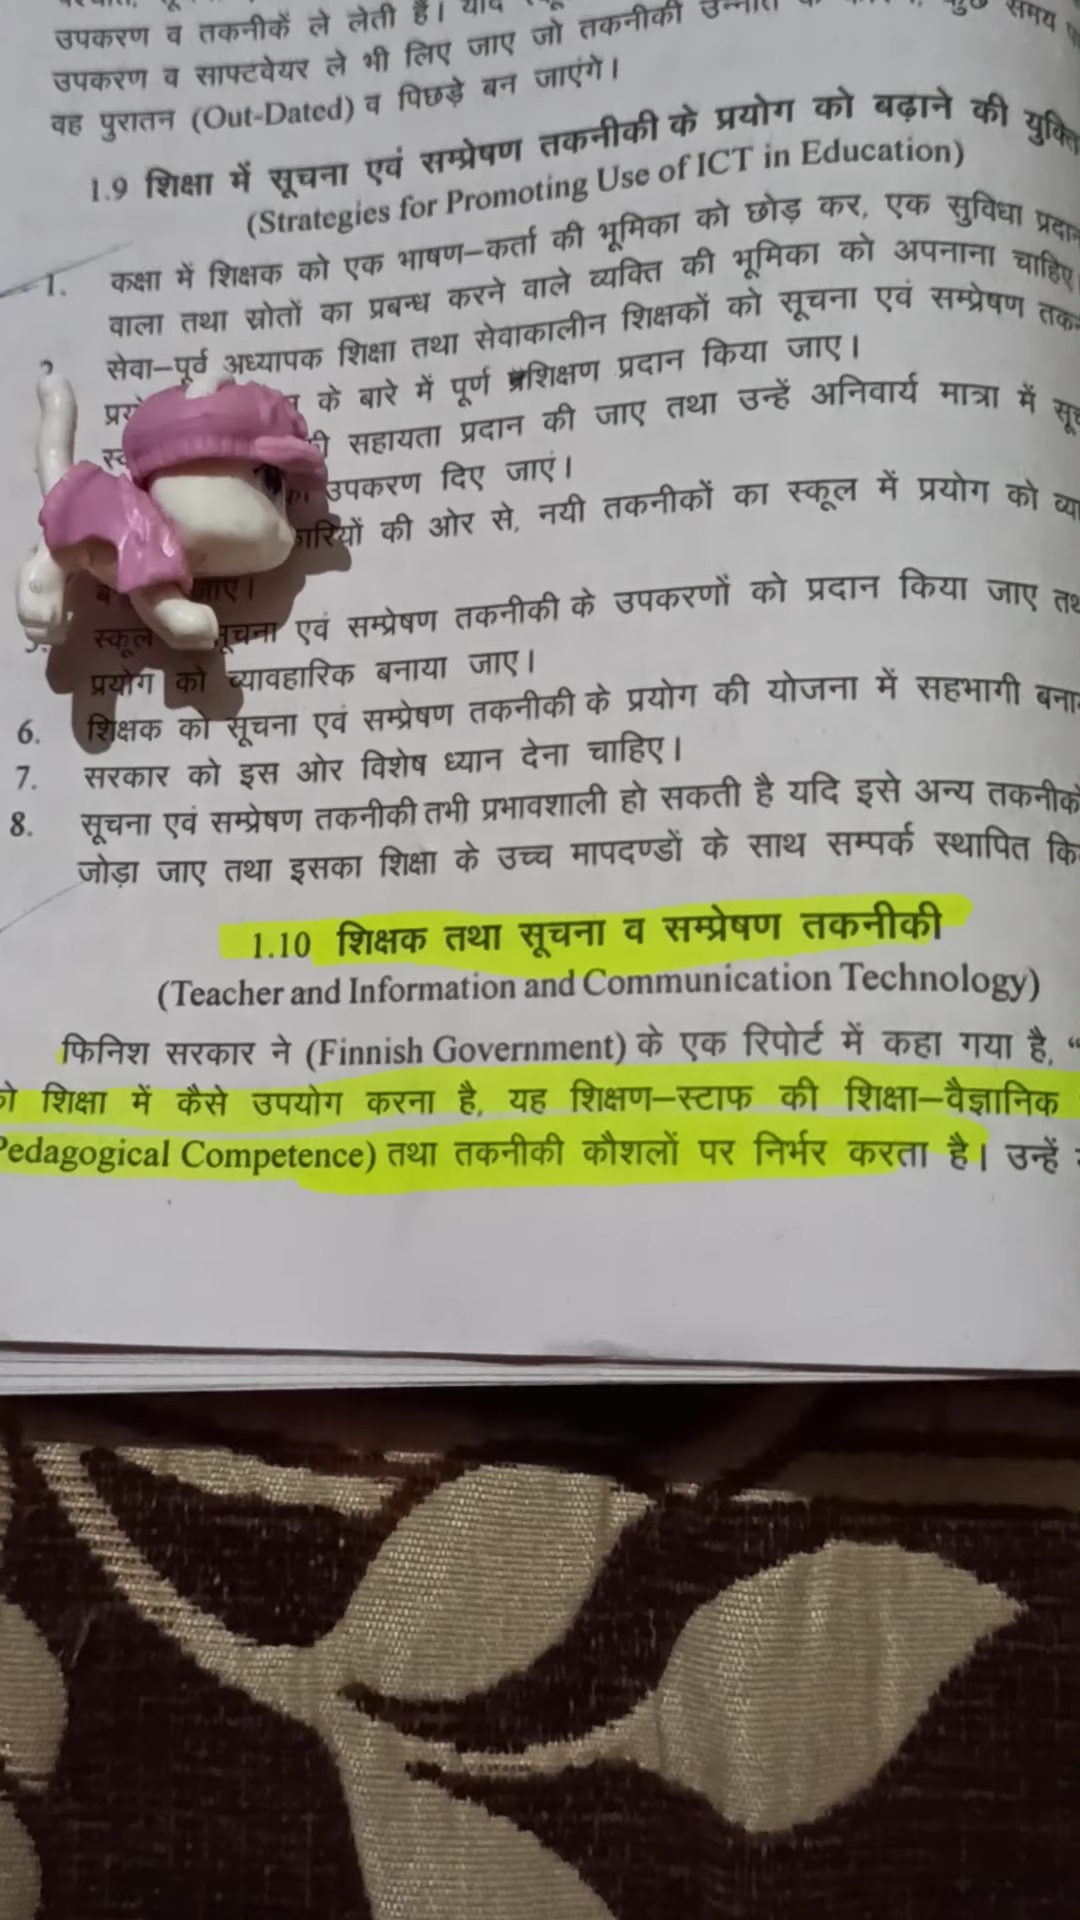 उपकरण व तकनीकें ले लेती हैं। यदि
उपकरण व साफ्टवेयर ले भी लिए जाए जो तकनीकी उन्नति के समय
वह पुरातन (Out-Dated) व पिछड़े बन जाएंगे।
1.9 शिक्षा में सूचना एवं सम्प्रेषण तकनीकी के प्रयोग को बढ़ाने की
(Strategies for Promoting Use of ICT in Education)
1. कक्षा में शिक्षक को एक भाषण–कर्ता की भूमिका को छोड़ कर, एक सुविधा
वाला तथा स्रोतों का प्रबन्ध करने वाले व्यक्ति की भूमिका को अपनाना चाहिए
सेवा–पूर्व अध्यापक शिक्षा तथा सेवाकालीन शिक्षकों को सूचना एवं सम्प्रेषण
के बारे में पूर्ण प्रशिक्षण प्रदान किया जाए।
सहायता प्रदान की जाए तथा उन्हें अनिवार्य मात्रा में
उपकरण दिए जाएं।
की ओर से, नयी तकनीकों का स्कूल में प्रयोग को
जाए।
स्कूल सूचना एवं सम्प्रेषण तकनीकी के उपकरणों को प्रदान किया जाए
प्रयोग को व्यावहारिक बनाया जाए।
6. शिक्षक को सूचना एवं सम्प्रेषण तकनीकी के प्रयोग की योजना में सहभागी
7. सरकार को इस ओर विशेष ध्यान देना चाहिए।
8. सूचना एवं सम्प्रेषण तकनीकी तभी प्रभावशाली हो सकती है यदि इसे अन्य
जोड़ा जाए तथा इसका शिक्षा के उच्च मापदण्डों के साथ सम्पर्क स्थापित
1.10 शिक्षक तथा सूचना व सम्प्रेषण तकनीकी
(Teacher and Information and Communication Technology)
फिनिश सरकार ने (Finnish Government) के एक रिपोर्ट में कहा गया है, “
शिक्षा में कैसे उपयोग करना है, यह शिक्षण–स्टाफ की शिक्षा–वैज्ञानिक
Pedagogical Competence) तथा तकनीकी कौशलों पर निर्भर करता है। उन्हें